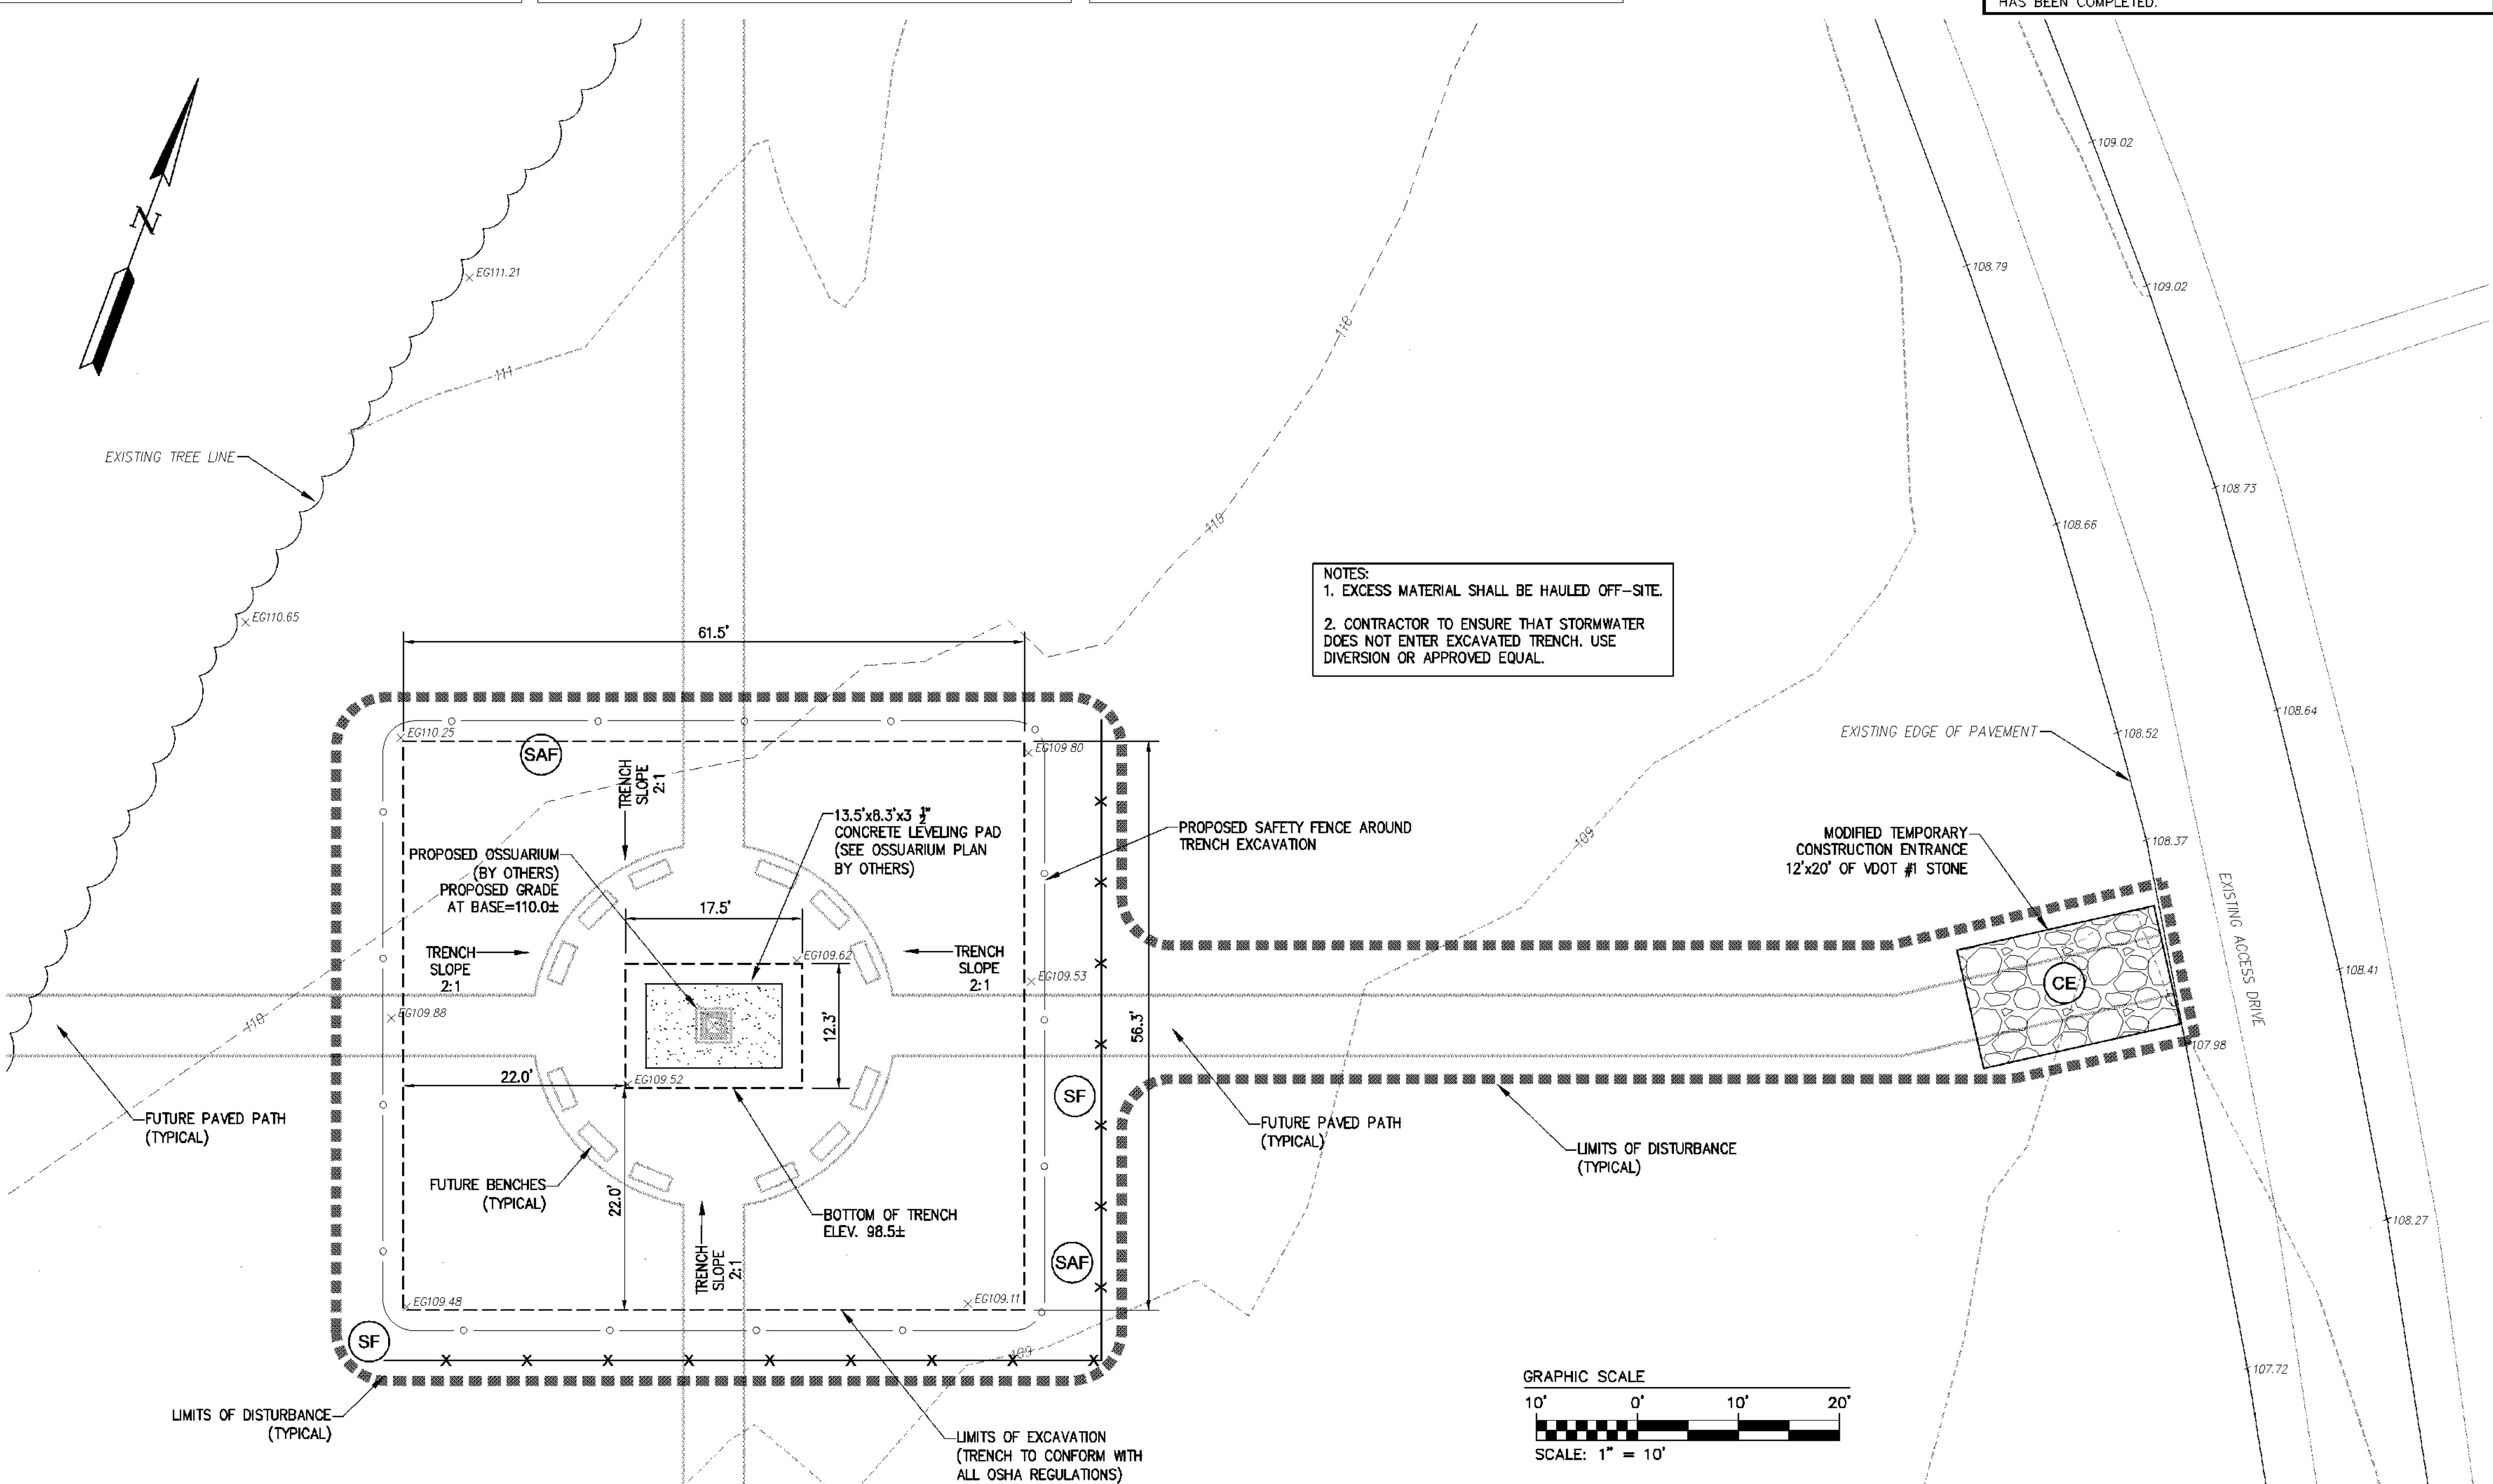 HAS BEEN COMPLETED.
N
109.02
EG111.21
108.79
109.02
110
111
EXISTING TREE LINE
108.73
110
108.66
NOTES:
1. EXCESS MATERIAL SHALL BE HAULED OFF-SITE.
2. CONTRACTOR TO ENSURE THAT STORMWATER
DOES NOT ENTER EXCAVATED TRENCH. USE
DIVERSION OR APPROVED EQUAL.
EG110.65
61.5'
108.64
EG110.25
SAF
EG109.80
EXISTING EDGE OF PAVEMENT
108.52
TRENCH
SLOPE
2:1
13.5'x8.3'x3 1/2"
CONCRETE LEVELING PAD
(SEE OSSUARIUM PLAN
BY OTHERS)
PROPOSED SAFETY FENCE AROUND
TRENCH EXCAVATION
109
MODIFIED TEMPORARY
CONSTRUCTION ENTRANCE
12'x20' OF VDOT #1 STONE
108.37
PROPOSED OSSUARIUM
(BY OTHERS)
PROPOSED GRADE
AT BASE=110.0±
17.5'
EXISTING ACCESS DRIVE
TRENCH
SLOPE
2:1
EG109.62
TRENCH
SLOPE
2:1
EG109.53
108.41
CE
110
EG109.88
12.3'
56.3'
107.98
22.0'
EG109.52
SF
FUTURE PAVED PATH
(TYPICAL)
FUTURE PAVED PATH
(TYPICAL)
LIMITS OF DISTURBANCE
(TYPICAL)
FUTURE BENCHES
(TYPICAL)
22.0'
BOTTOM OF TRENCH
ELEV. 98.5±
108.27
TRENCH
SLOPE
2:1
SAF
EG109.48
EG109.11
SF
109
107.72
GRAPHIC SCALE
10' 0' 10' 20'
SCALE: 1" = 10'
LIMITS OF DISTURBANCE
(TYPICAL)
LIMITS OF EXCAVATION
(TRENCH TO CONFORM WITH
ALL OSHA REGULATIONS)